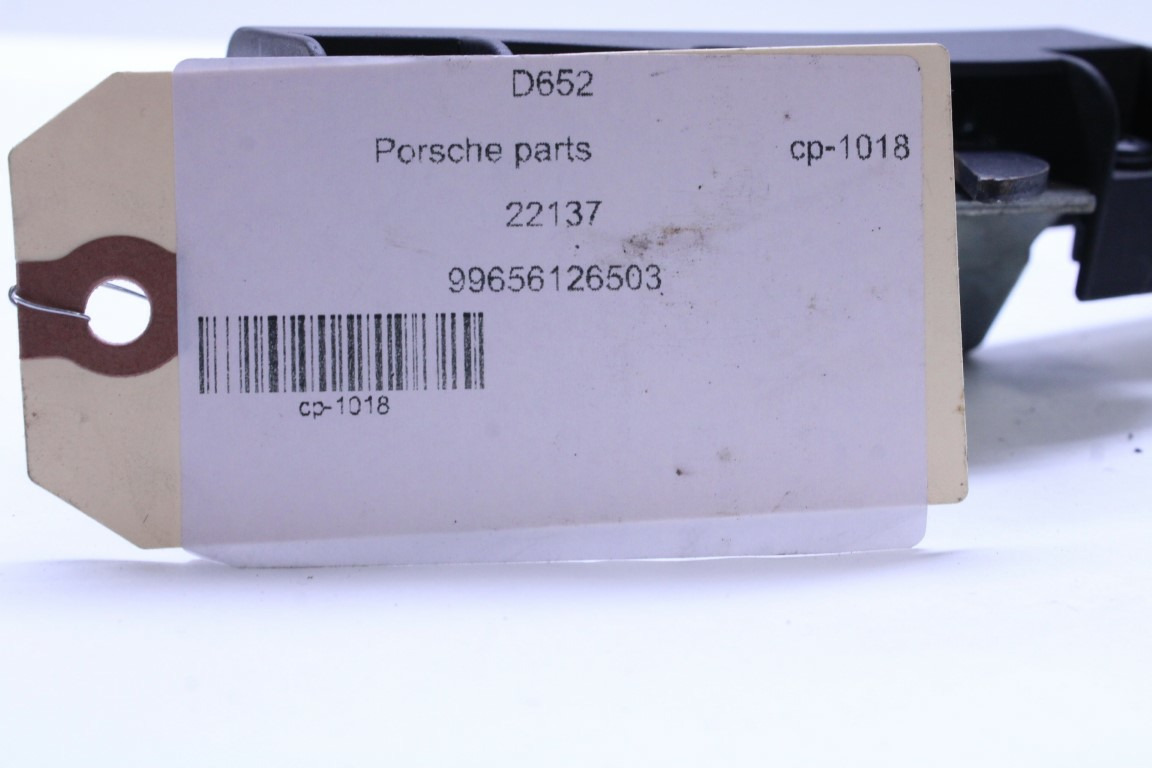 D652
Porsche parts cp-1018
22137
99656126503
cp-1018